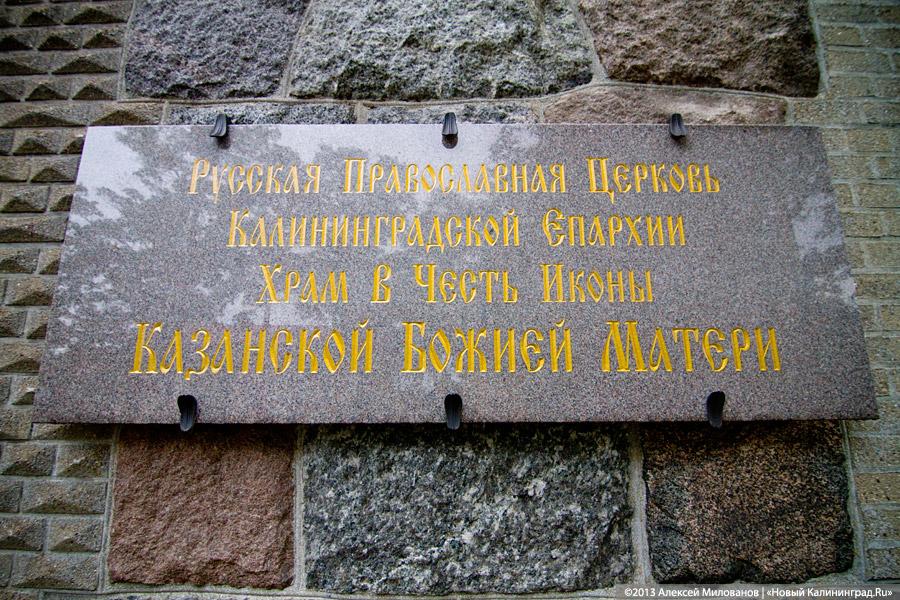 Русская Православная Церковь
Калининградской Епархии
Храм в Честь Иконы
Казанской Божией Матери
©2013 Алексей Милованов | «Новый Калининград.Ru»